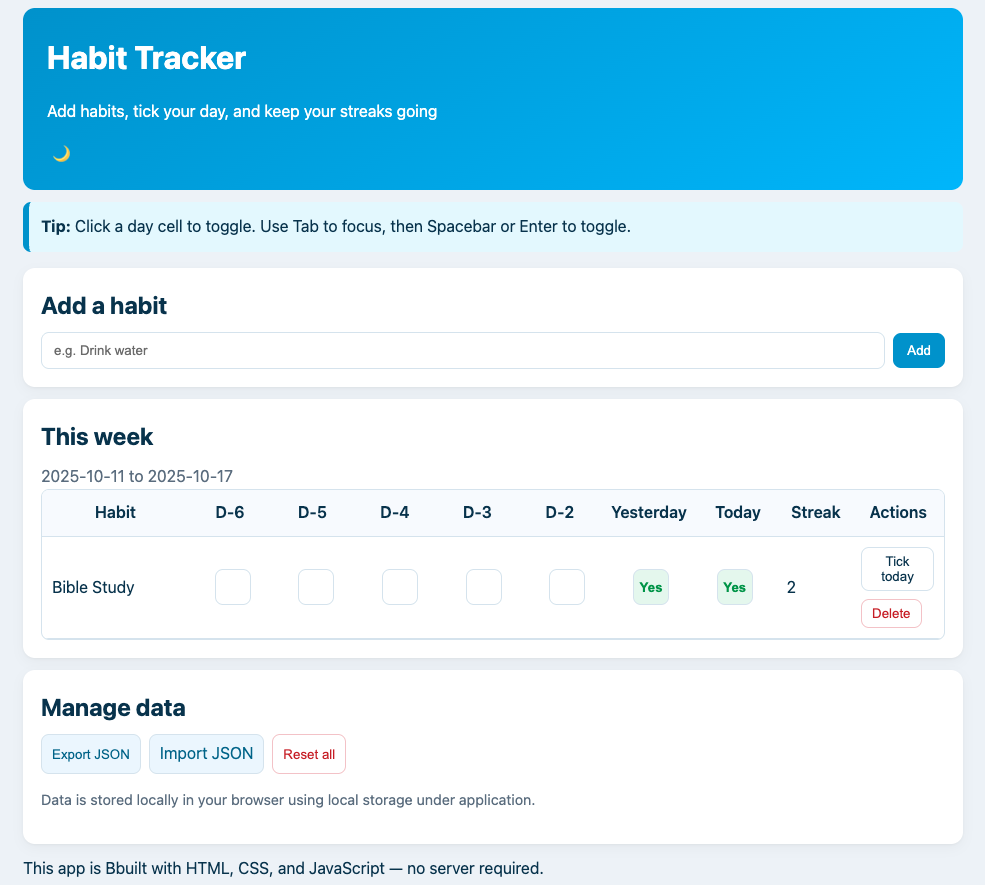 Habit Tracker
Add habits, tick your day, and keep your streaks going
Tip: Click a day cell to toggle. Use Tab to focus, then Spacebar or Enter to toggle.
Add a habit
e.g. Drink water
Add
This week
2025-10-11 to 2025-10-17
Habit D-6 D-5 D-4 D-3 D-2 Yesterday Today Streak Actions
Bible Study Yes Yes 2
Tick
today
Delete
Manage data
Export JSON Import JSON Reset all
Data is stored locally in your browser using local storage under application.
This app is Bbuilt with HTML, CSS, and JavaScript — no server required.